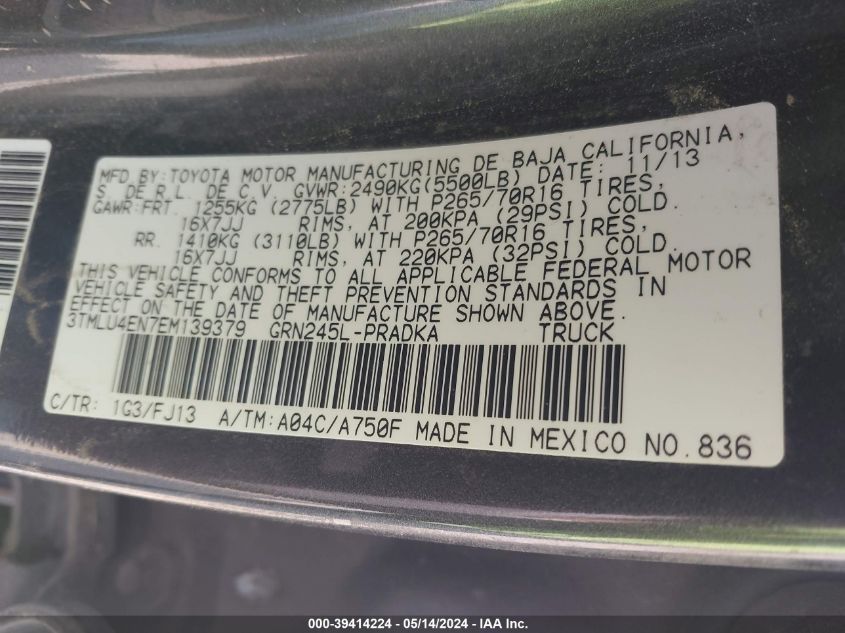 MFD BY:TOYOTA MOTOR MANUFACTURING DE BAJA CALIFORNIA,
S DE R.L. DE C.V. GVWR:2490KG(5500LB) DATE: 11/13
GAWR:FRT. 1255KG (2775LB) WITH P265/70R16 TIRES,
16X7JJ RIMS, AT 200KPA (29PSI) COLD.
RR. 1410KG (3110LB) WITH P265/70R16 TIRES,
16X7JJ RIMS, AT 220KPA (32PSI) COLD.
THIS VEHICLE CONFORMS TO ALL APPLICABLE FEDERAL MOTOR
VEHICLE SAFETY AND THEFT PREVENTION STANDARDS IN
EFFECT ON THE DATE OF MANUFACTURE SHOWN ABOVE.
3TMLU4EN7EM139379 GRN245L-PRADKA TRUCK
C/TR: 1G3/FJ13 A/TM:A04C/A750F MADE IN MEXICO NO.836
000-39414224 - 05/14/2024 - IAA Inc.